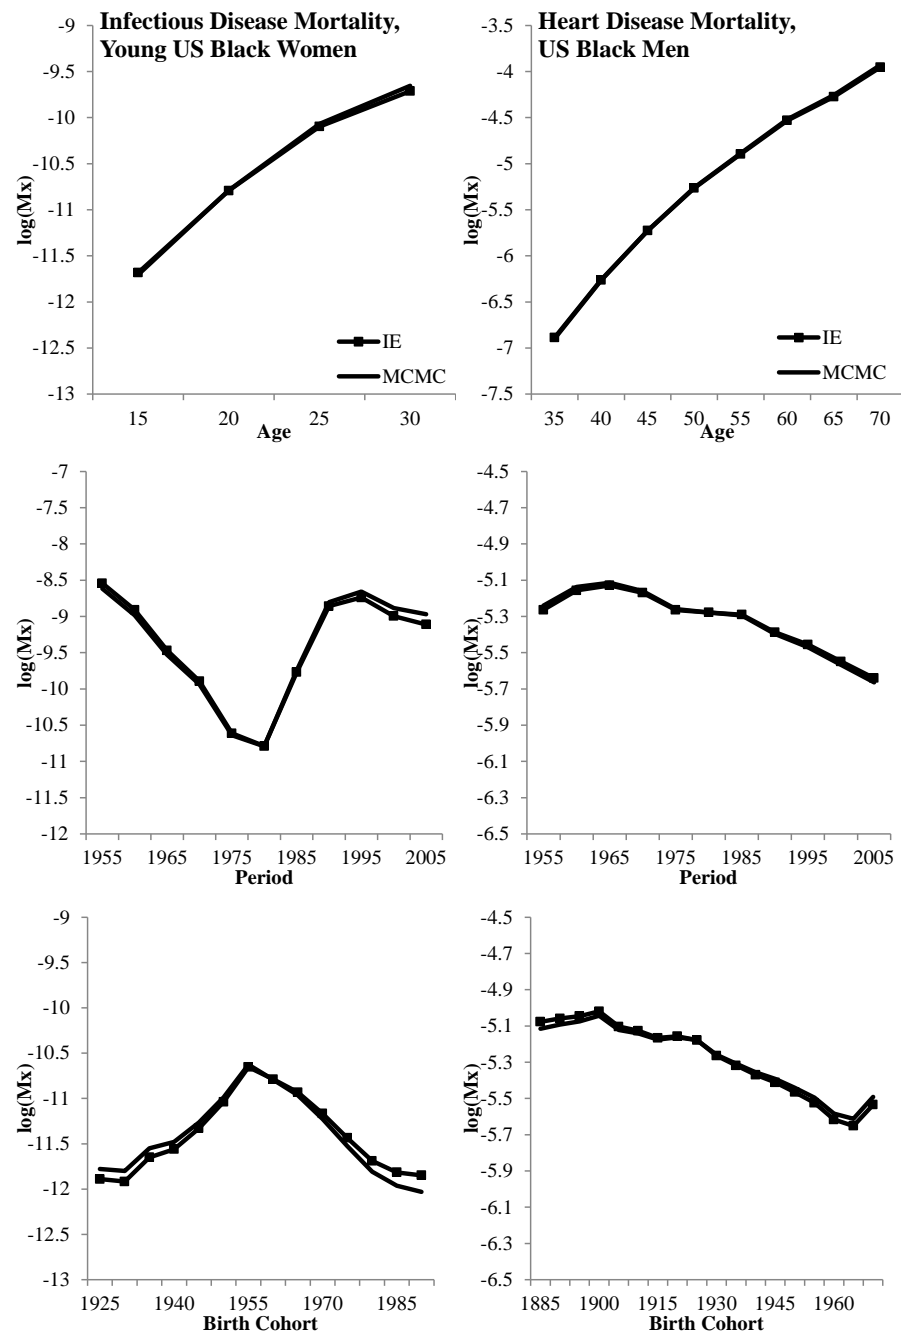 Infectious Disease Mortality,
Young US Black Women
-9
-9.5
-10
-10.5
-11
-11.5
-12
-12.5
-13
log(Mx)
IE
MCMC
15 20 25 30
Age
Heart Disease Mortality,
US Black Men
-3.5
-4
-4.5
-5
-5.5
-6
-6.5
-7
-7.5
log(Mx)
IE
MCMC
35 40 45 50 55 60 65 70
Age
-7
-7.5
-8
-8.5
-9
-9.5
-10
-10.5
-11
-11.5
-12
log(Mx)
1955 1965 1975 1985 1995 2005
Period
-4.5
-4.7
-4.9
-5.1
-5.3
-5.5
-5.7
-5.9
-6.1
-6.3
-6.5
log(Mx)
1955 1965 1975 1985 1995 2005
Period
-9
-9.5
-10
-10.5
-11
-11.5
-12
-12.5
-13
log(Mx)
1925 1940 1955 1970 1985
Birth Cohort
-4.5
-4.7
-4.9
-5.1
-5.3
-5.5
-5.7
-5.9
-6.1
-6.3
-6.5
log(Mx)
1885 1900 1915 1930 1945 1960
Birth Cohort